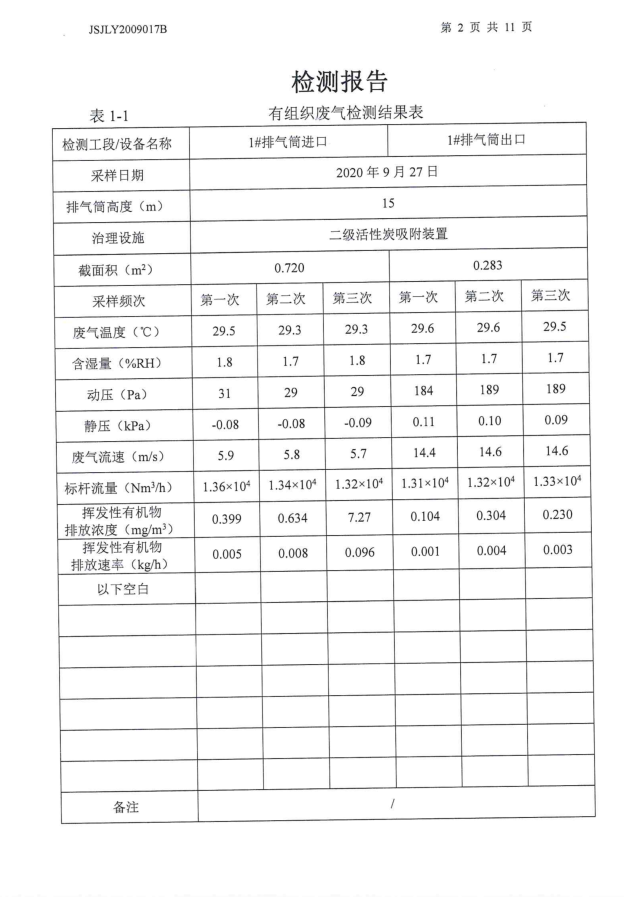 JSJLY2009017B 第 2 页 共 11 页
检测报告
表 1-1 有组织废气检测结果表
检测工段/设备名称 1#排气筒进口 1#排气筒出口
采样日期 2020 年 9 月 27 日
排气筒高度（m） 15
治理设施 二级活性炭吸附装置
截面积（m²） 0.720 0.283
采样频次 第一次 第二次 第三次 第一次 第二次 第三次
废气温度（℃） 29.5 29.3 29.3 29.6 29.6 29.5
含湿量（%RH） 1.8 1.7 1.8 1.7 1.7 1.7
动压（Pa） 31 29 29 184 189 189
静压（kPa） -0.08 -0.08 -0.09 0.11 0.10 0.09
废气流速（m/s） 5.9 5.8 5.7 14.4 14.6 14.6
标杆流量（Nm³/h） 1.36×10⁴ 1.34×10⁴ 1.32×10⁴ 1.31×10⁴ 1.32×10⁴ 1.33×10⁴
挥发性有机物
排放浓度（mg/m³） 0.399 0.634 7.27 0.104 0.304 0.230
挥发性有机物
排放速率（kg/h） 0.005 0.008 0.096 0.001 0.004 0.003
以下空白
备注 /